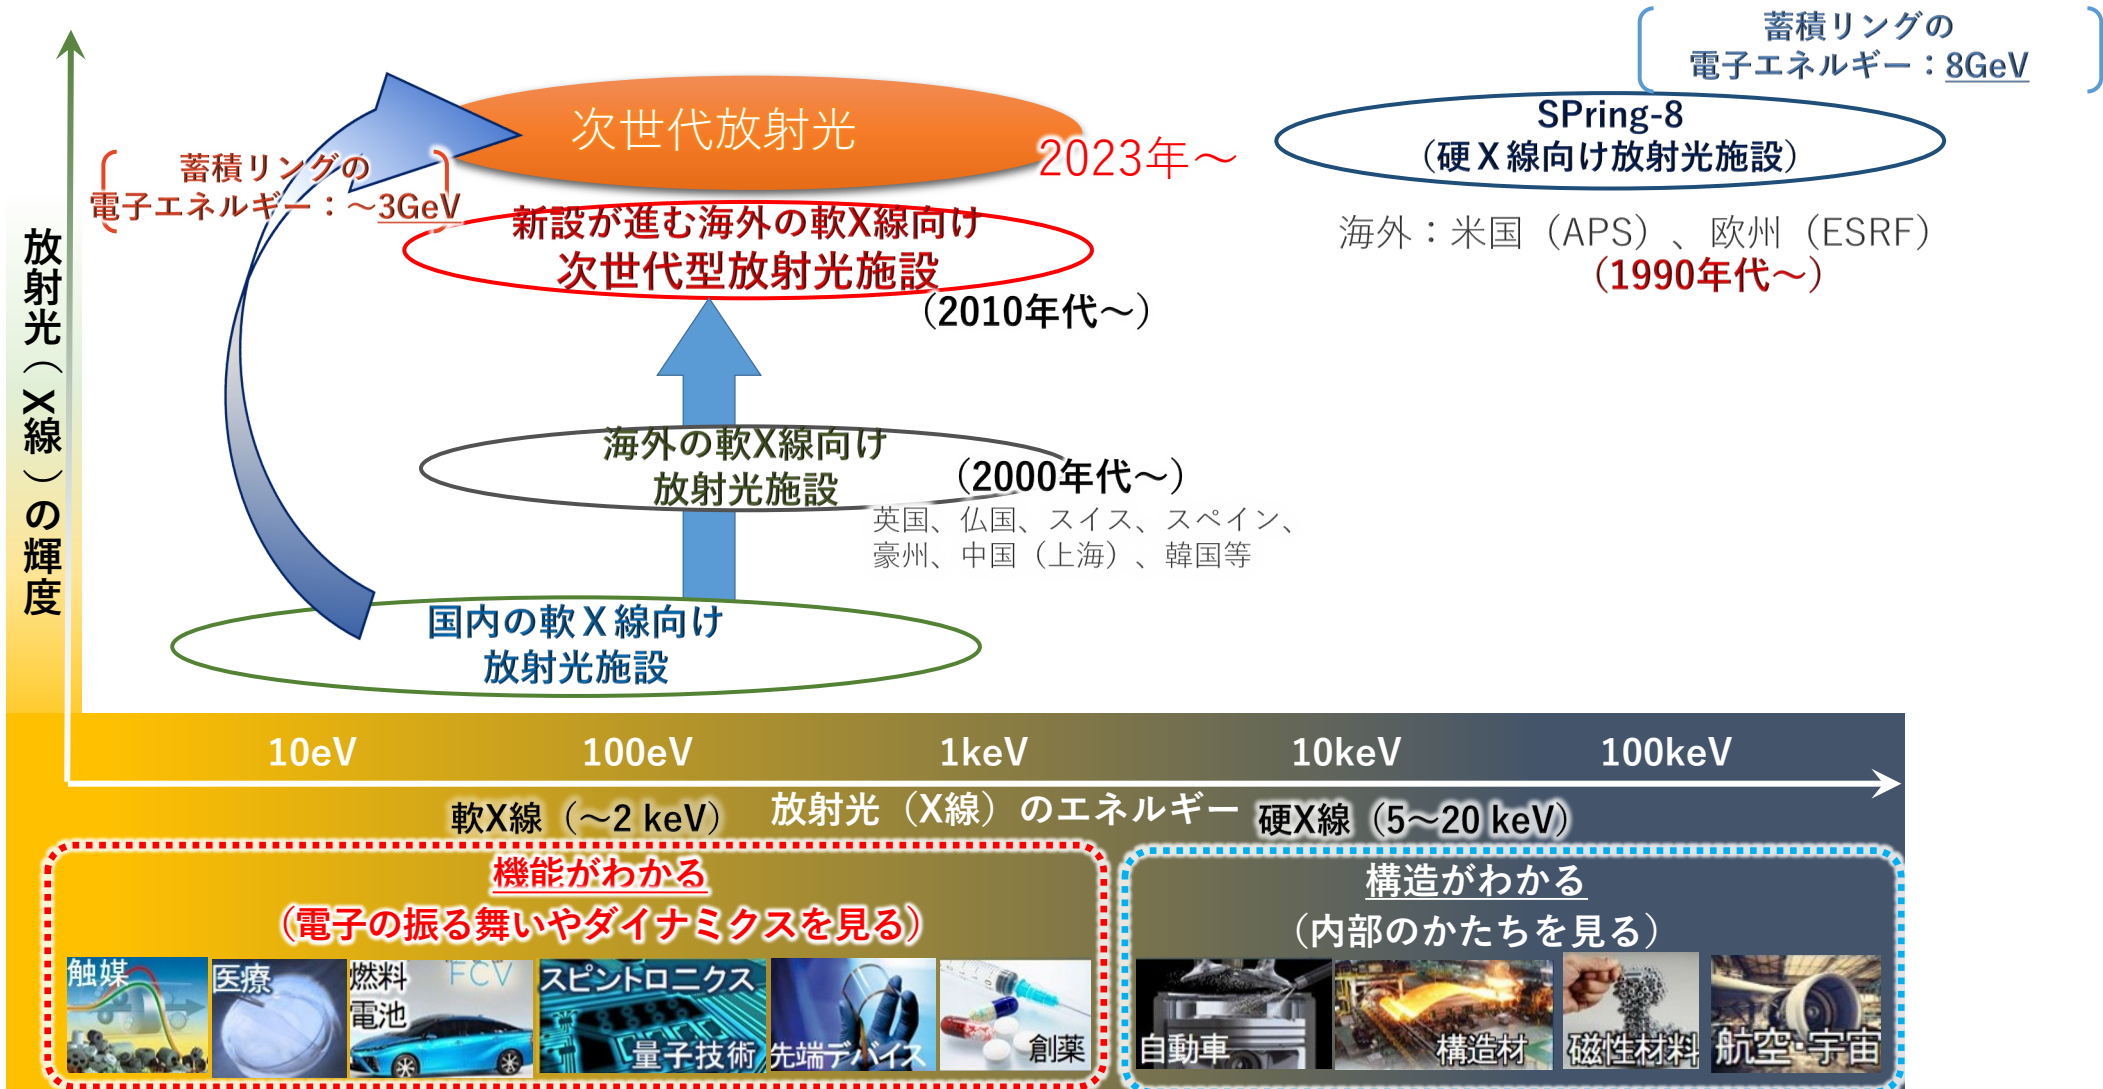 蓄積リングの
電子エネルギー：8GeV
SPring-8
（硬Ｘ線向け放射光施設）
海外：米国（APS）、欧州（ESRF）
（1990年代～）
次世代放射光
2023年～
蓄積リングの
電子エネルギー：～3GeV
新設が進む海外の軟X線向け
次世代型放射光施設
（2010年代～）
放射光（X線）の輝度
海外の軟X線向け
放射光施設
（2000年代～）
英国、仏国、スイス、スペイン、
豪州、中国（上海）、韓国等
国内の軟Ｘ線向け
放射光施設
10eV 100eV 1keV 10keV 100keV
放射光（X線）のエネルギー
軟X線（～2 keV）
硬X線（5～20 keV）
機能がわかる
（電子の振る舞いやダイナミクスを見る）
触媒
医療
燃料
電池
FCV
スピントロニクス
量子技術
先端デバイス
創薬
構造がわかる
（内部のかたちを見る）
自動車
構造材
磁性材料
航空・宇宙